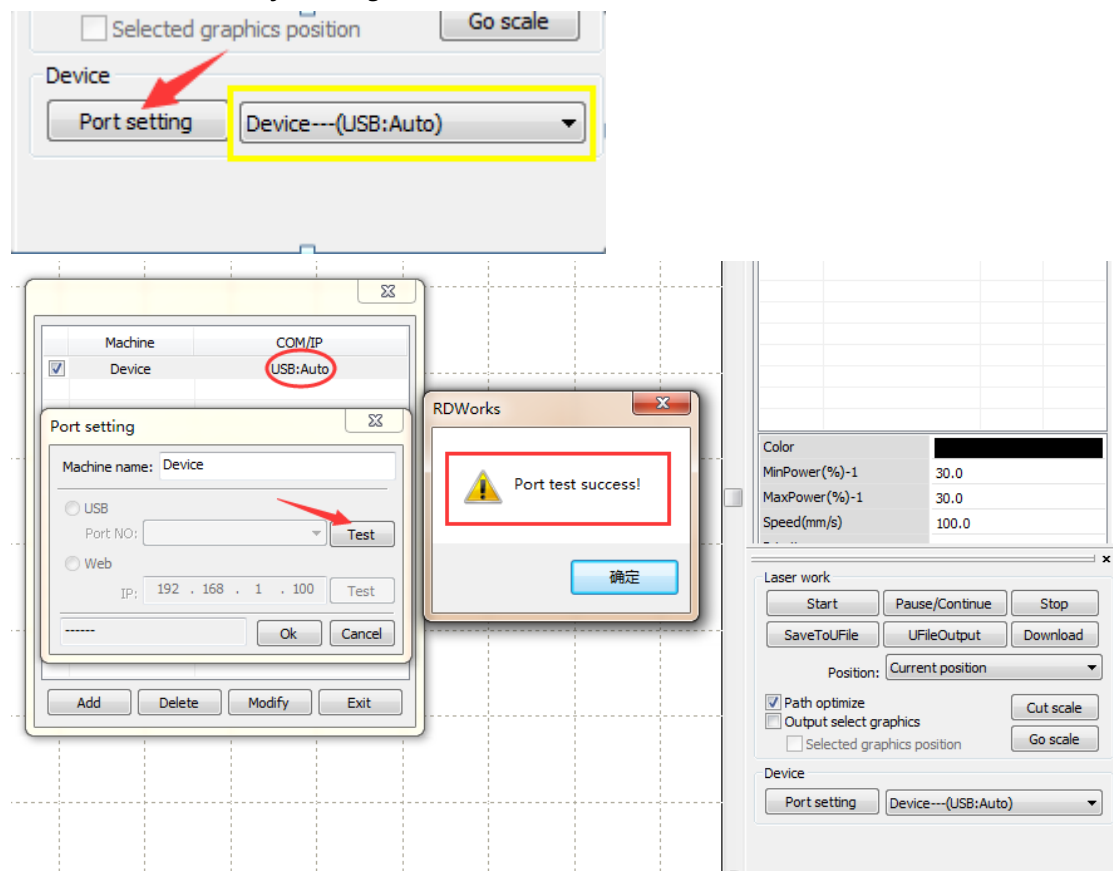 Selected graphics position
Go scale
Device
Port setting
Device---(USB:Auto)
Machine
COM/IP
Device
USB:Auto
Port setting
Machine name:
Device
USB
Port NO:
Test
Web
IP:
192 . 168 . 1 . 100
Test
------
Ok
Cancel
Add
Delete
Modify
Exit
RDWorks
Port test success!
确定
Color
MinPower(%)-1
30.0
MaxPower(%)-1
30.0
Speed(mm/s)
100.0
Laser work
Start
Pause/Continue
Stop
SaveToUFile
UFileOutput
Download
Position:
Current position
Path optimize
Cut scale
Output select graphics
Selected graphics position
Go scale
Device
Port setting
Device---(USB:Auto)